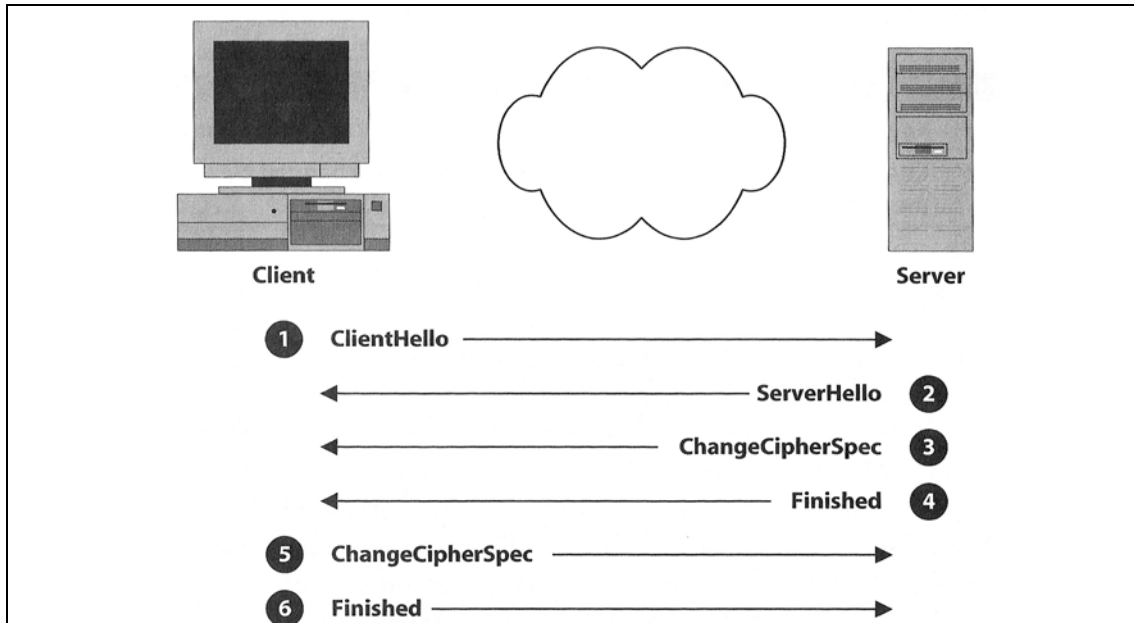 Client
Server
1 ClientHello
ServerHello 2
ChangeCipherSpec 3
Finished 4
5 ChangeCipherSpec
6 Finished